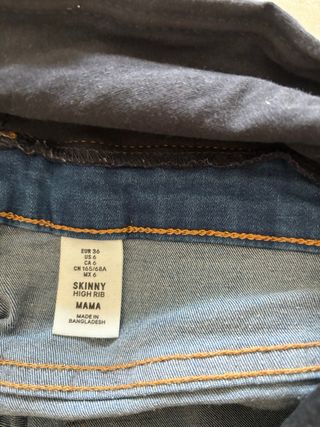 EUR 36
US 6
CA 6
CN 165/68A
MX 6
SKINNY
HIGH RIB
MAMA
MADE IN
BANGLADESH